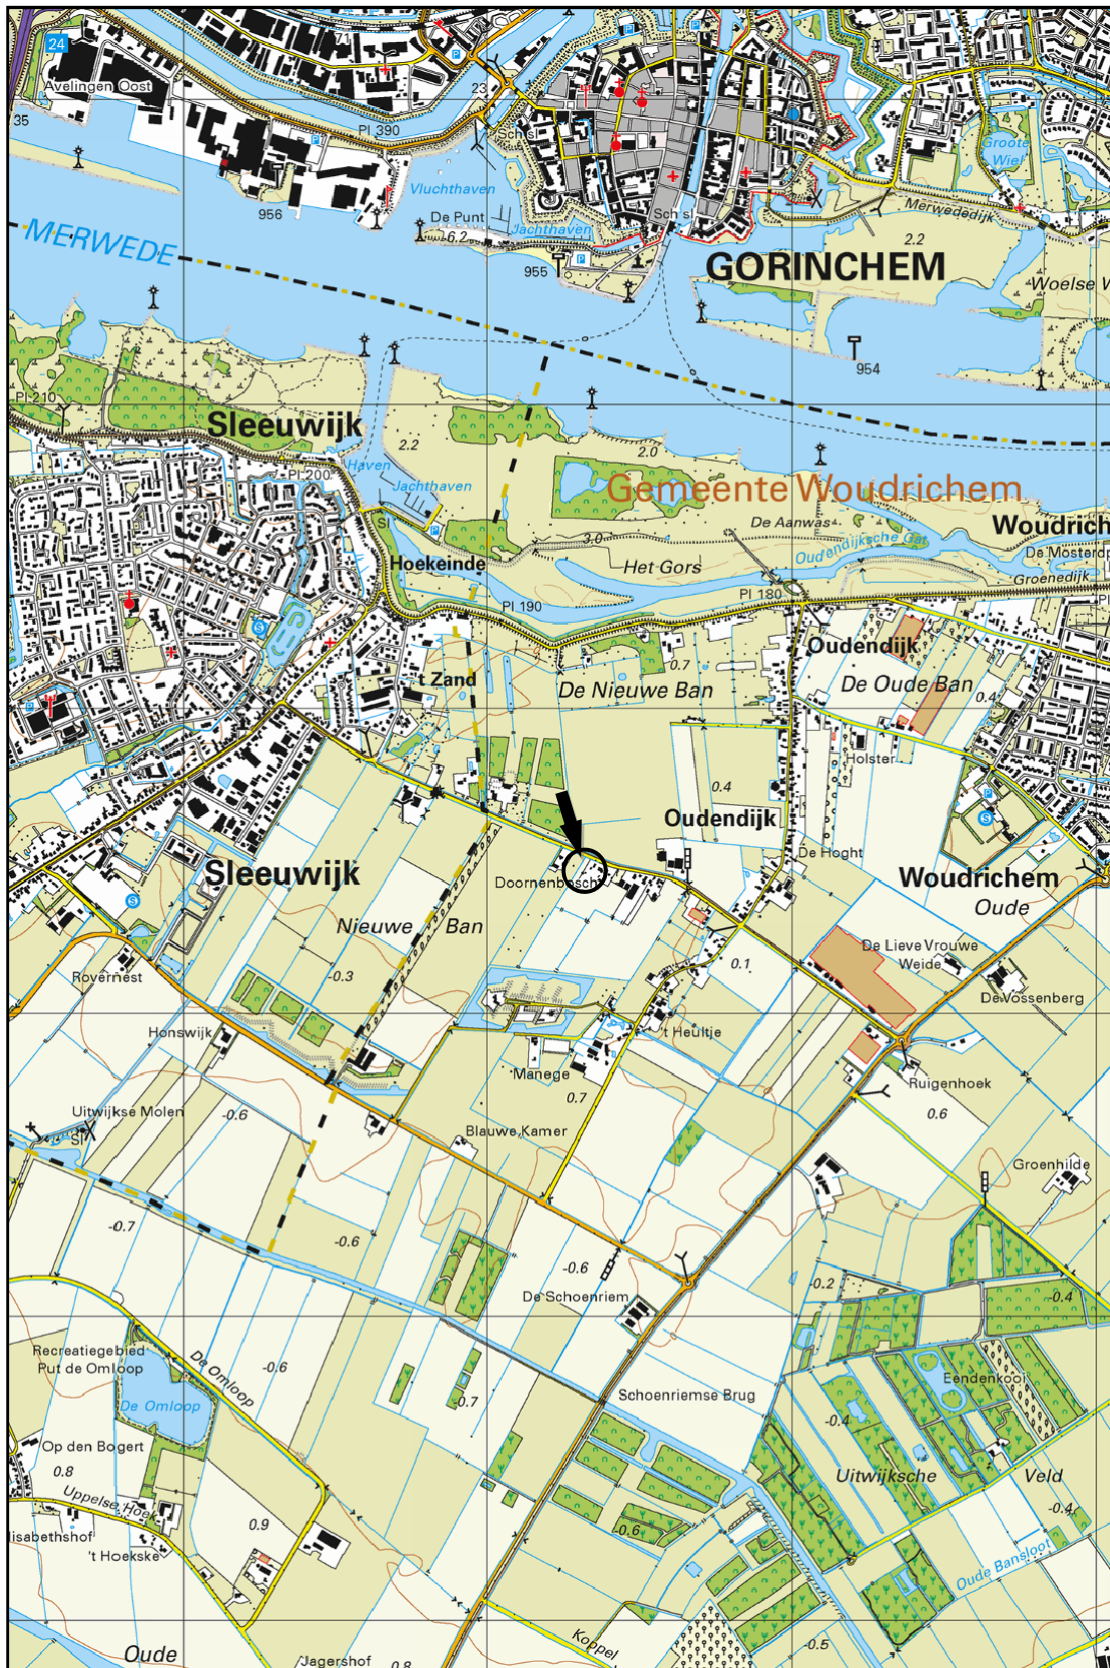 24
Avelingen Oost
23
35
PI 390
Sch sl
Groote
Wiel
Vluchthaven
956
De Punt
6.2
Jachthaven
Sch sl
Merwededijk
2.2
MERWEDE
955
GORINCHEM
Woelse W
954
PI 210
Sleeuwijk
2.2
2.0
Haven
PI 200
Jachthaven
Gemeente Woudrichem
Sl
De Aanwas
Woudrich
3.0
Oudendijksche Gat
De Mosterdp
Hoekeinde
Het Gors
Groenedijk
PI 190
PI 180
S
Oudendijk
0.7
't Zand
De Nieuwe Ban
De Oude Ban
0.4
Holster
0.4
Oudendijk
S
De Hoght
Sleeuwijk
Doornenbosch
Woudrichem
S
Oude
Nieuwe Ban
De Lieve Vrouwe
Weide
-0.3
0.1
Rovernest
De Vossenberg
Honswijk
't Heultje
Manege
Ruigenhoek
0.7
Uitwijkse Molen
-0.6
0.6
Sl
Blauwe Kamer
Groenhilde
-0.7
-0.6
-0.6
-0.2
De Schoenriem
-0.4
Recreatiegebied
Put de Omloop
De Omloop
-0.6
Eendenkooi
De Omloop
-0.7
Schoenriemse Brug
-0.4
Op den Bogert
0.8
Uitwijksche Veld
Uppelse Hoek
-0.4
lisabethshof
0.9
-0.6
't Hoekske
Oude Bansloot
Koppel
-0.5
Oude
Jagershof
0.8